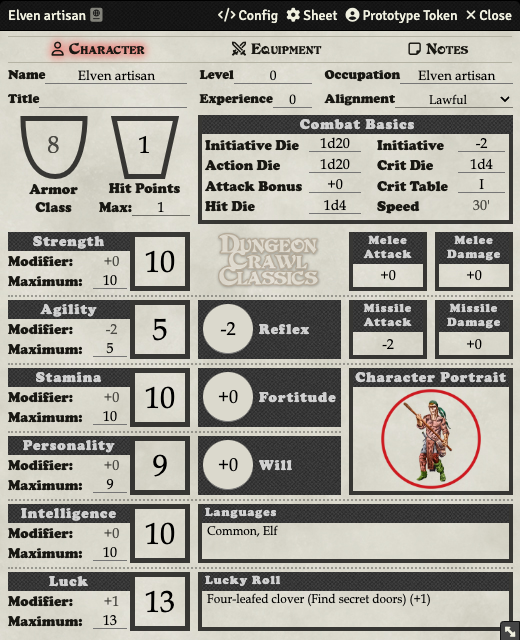 Elven artisan Config Sheet Prototype Token Close
Character Equipment Notes
Name Elven artisan Level 0 Occupation Elven artisan
Title Experience 0 Alignment Lawful
8 1
Armor Class
Hit Points
Max: 1
Combat Basics
Initiative Die 1d20 Initiative -2
Action Die 1d20 Crit Die 1d4
Attack Bonus +0 Crit Table I
Hit Die 1d4 Speed 30'
Strength
Modifier: +0
Maximum: 10
10
Dungeon
Crawl
Classics
Melee Attack
+0
Melee Damage
+0
Agility
Modifier: -2
Maximum: 5
5
-2 Reflex
Missile Attack
-2
Missile Damage
+0
Stamina
Modifier: +0
Maximum: 10
10
+0 Fortitude
Character Portrait
Personality
Modifier: +0
Maximum: 9
9
+0 Will
Intelligence
Modifier: +0
Maximum: 10
10
Languages
Common, Elf
Luck
Modifier: +1
Maximum: 13
13
Lucky Roll
Four-leafed clover (Find secret doors) (+1)